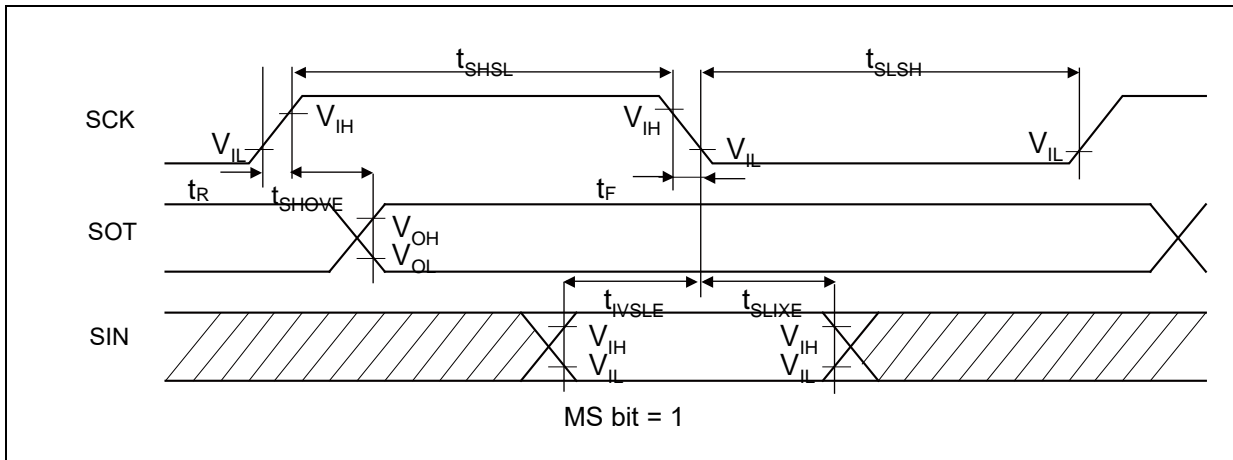 tSHSL
tSLSH
SCK
VIH
VIH
VIL
VIL
VIL
tR
tSHOVE
tF
SOT
VOH
VOL
tIVSLE
tSLIXE
SIN
VIH
VIH
VIL
VIL
MS bit = 1